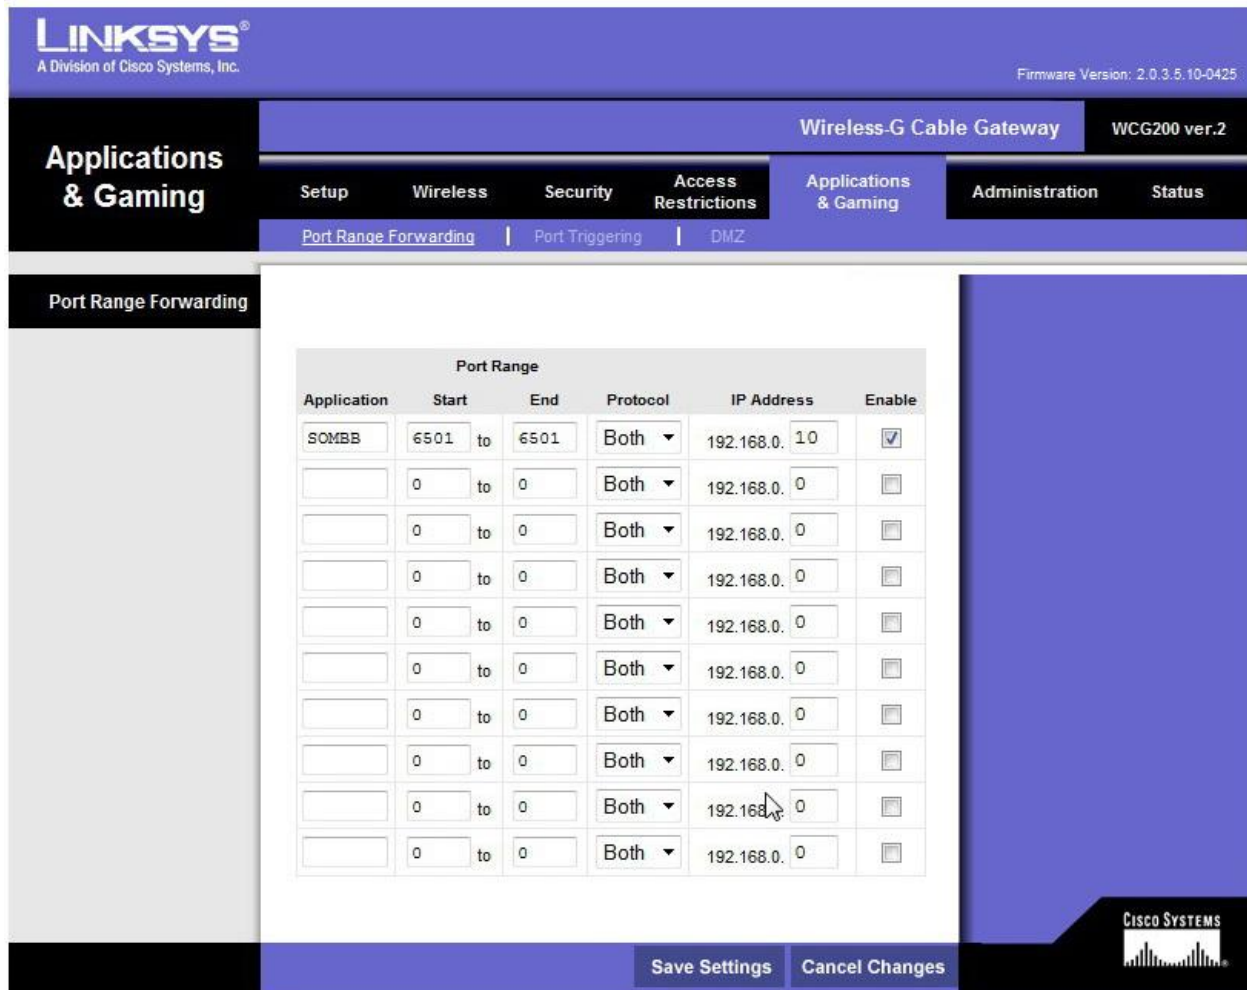 LINKSYS®
A Division of Cisco Systems, Inc.
Firmware Version: 2.0.3.5.10-0425
Applications
& Gaming
Wireless-G Cable Gateway
WCG200 ver.2
Setup Wireless Security Access Restrictions Applications & Gaming Administration Status
Port Range Forwarding | Port Triggering | DMZ
Port Range Forwarding
Port Range
Application Start End Protocol IP Address Enable
SOMBB 6501 to 6501 Both 192.168.0. 10
0 to 0 Both 192.168.0. 0
0 to 0 Both 192.168.0. 0
0 to 0 Both 192.168.0. 0
0 to 0 Both 192.168.0. 0
0 to 0 Both 192.168.0. 0
0 to 0 Both 192.168.0. 0
0 to 0 Both 192.168.0. 0
0 to 0 Both 192.168 0
0 to 0 Both 192.168.0. 0
CISCO SYSTEMS
Save Settings Cancel Changes